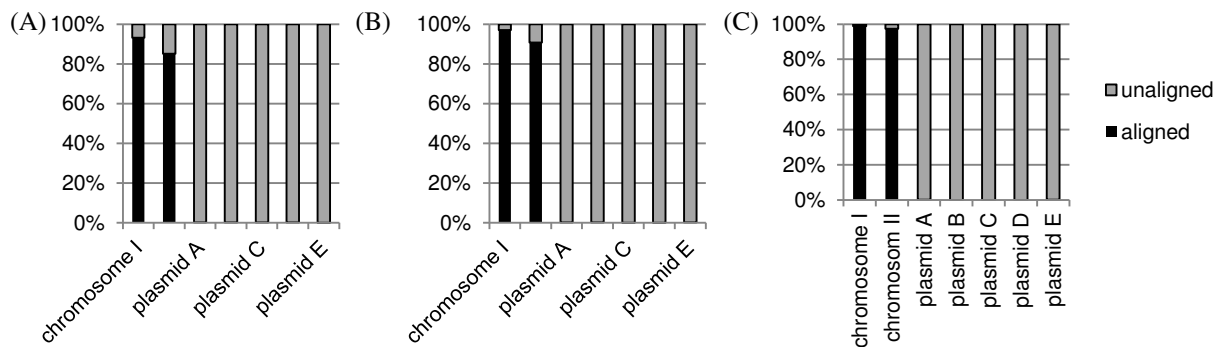 (A)
100%
80%
60%
40%
20%
0%
chromosome I
plasmid A
plasmid C
plasmid E
(B)
100%
80%
60%
40%
20%
0%
chromosome I
plasmid A
plasmid C
plasmid E
(C)
100%
80%
60%
40%
20%
0%
chromosome I
chromosom II
plasmid A
plasmid B
plasmid C
plasmid D
plasmid E
unaligned
aligned